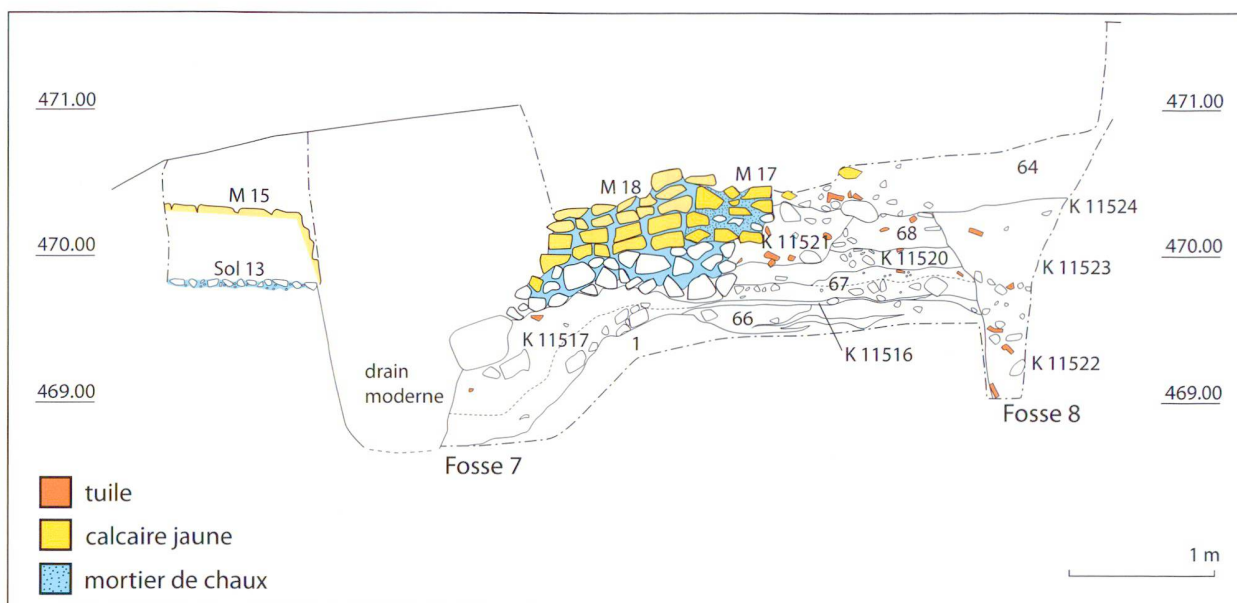 471.00
471.00
64
M 15
M 18
M 17
K 11524
68
K 11521
470.00
470.00
K 11520
Sol 13
K 11523
67
66
K 11517
1
K 11516
K 11522
drain
moderne
469.00
469.00
Fosse 8
Fosse 7
tuile
calcaire jaune
mortier de chaux
1 m